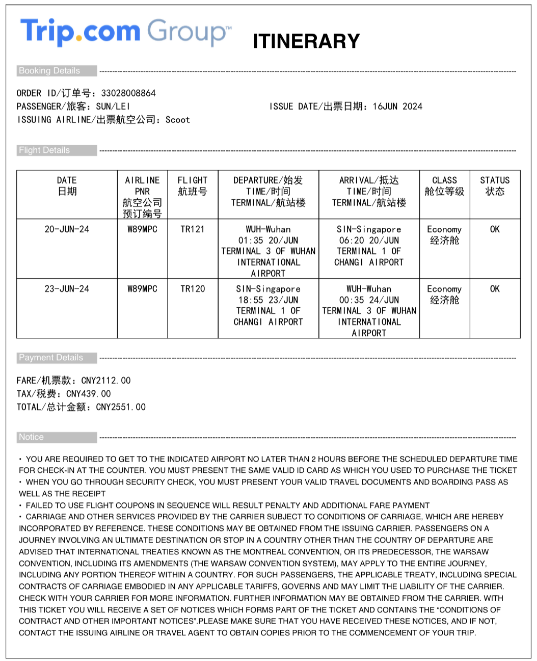 Trip.com Group™ ITINERARY
Booking Details
ORDER ID/订单号: 33028008864
PASSENGER/旅客: SUN/LEI ISSUE DATE/出票日期: 16JUN 2024
ISSUING AIRLINE/出票航空公司: Scoot
Flight Details
DATE
日期
AIRLINE
PNR
航空公司
预订编号
FLIGHT
航班号
DEPARTURE/始发
TIME/时间
TERMINAL/航站楼
ARRIVAL/抵达
TIME/时间
TERMINAL/航站楼
CLASS
舱位等级
STATUS
状态
20-JUN-24
W89MPC
TR121
WUH-Wuhan
01:35 20/JUN
TERMINAL 3 OF WUHAN
INTERNATIONAL
AIRPORT
SIN-Singapore
06:20 20/JUN
TERMINAL 1 OF
CHANGI AIRPORT
Economy
经济舱
OK
23-JUN-24
W89MPC
TR120
SIN-Singapore
18:55 23/JUN
TERMINAL 1 OF
CHANGI AIRPORT
WUH-Wuhan
00:35 24/JUN
TERMINAL 3 OF WUHAN
INTERNATIONAL
AIRPORT
Economy
经济舱
OK
Payment Details
FARE/机票款: CNY2112.00
TAX/税费: CNY439.00
TOTAL/总计金额: CNY2551.00
Notice
• YOU ARE REQUIRED TO GET TO THE INDICATED AIRPORT NO LATER THAN 2 HOURS BEFORE THE SCHEDULED DEPARTURE TIME
FOR CHECK-IN AT THE COUNTER. YOU MUST PRESENT THE SAME VALID ID CARD AS WHICH YOU USED TO PURCHASE THE TICKET
• WHEN YOU GO THROUGH SECURITY CHECK, YOU MUST PRESENT YOUR VALID TRAVEL DOCUMENTS AND BOARDING PASS AS
WELL AS THE RECEIPT
• FAILED TO USE FLIGHT COUPONS IN SEQUENCE WILL RESULT PENALTY AND ADDITIONAL FARE PAYMENT
• CARRIAGE AND OTHER SERVICES PROVIDED BY THE CARRIER SUBJECT TO CONDITIONS OF CARRIAGE, WHICH ARE HEREBY
INCORPORATED BY REFERENCE. THESE CONDITIONS MAY BE OBTAINED FROM THE ISSUING CARRIER. PASSENGERS ON A
JOURNEY INVOLVING AN ULTIMATE DESTINATION OR STOP IN A COUNTRY OTHER THAN THE COUNTRY OF DEPARTURE ARE
ADVISED THAT INTERNATIONAL TREATIES KNOWN AS THE MONTREAL CONVENTION, OR ITS PREDECESSOR, THE WARSAW
CONVENTION, INCLUDING ITS AMENDMENTS (THE WARSAW CONVENTION SYSTEM), MAY APPLY TO THE ENTIRE JOURNEY,
INCLUDING ANY PORTION THEREOF WITHIN A COUNTRY. FOR SUCH PASSENGERS, THE APPLICABLE TREATY, INCLUDING SPECIAL
CONTRACTS OF CARRIAGE EMBODIED IN ANY APPLICABLE TARIFFS, GOVERNS AND MAY LIMIT THE LIABILITY OF THE CARRIER.
CHECK WITH YOUR CARRIER FOR MORE INFORMATION. FURTHER INFORMATION MAY BE OBTAINED FROM THE CARRIER. WITH
THIS TICKET YOU WILL RECEIVE A SET OF NOTICES WHICH FORMS PART OF THE TICKET AND CONTAINS THE "CONDITIONS OF
CONTRACT AND OTHER IMPORTANT NOTICES".PLEASE MAKE SURE THAT YOU HAVE RECEIVED THESE NOTICES, AND IF NOT,
CONTACT THE ISSUING AIRLINE OR TRAVEL AGENT TO OBTAIN COPIES PRIOR TO THE COMMENCEMENT OF YOUR TRIP.